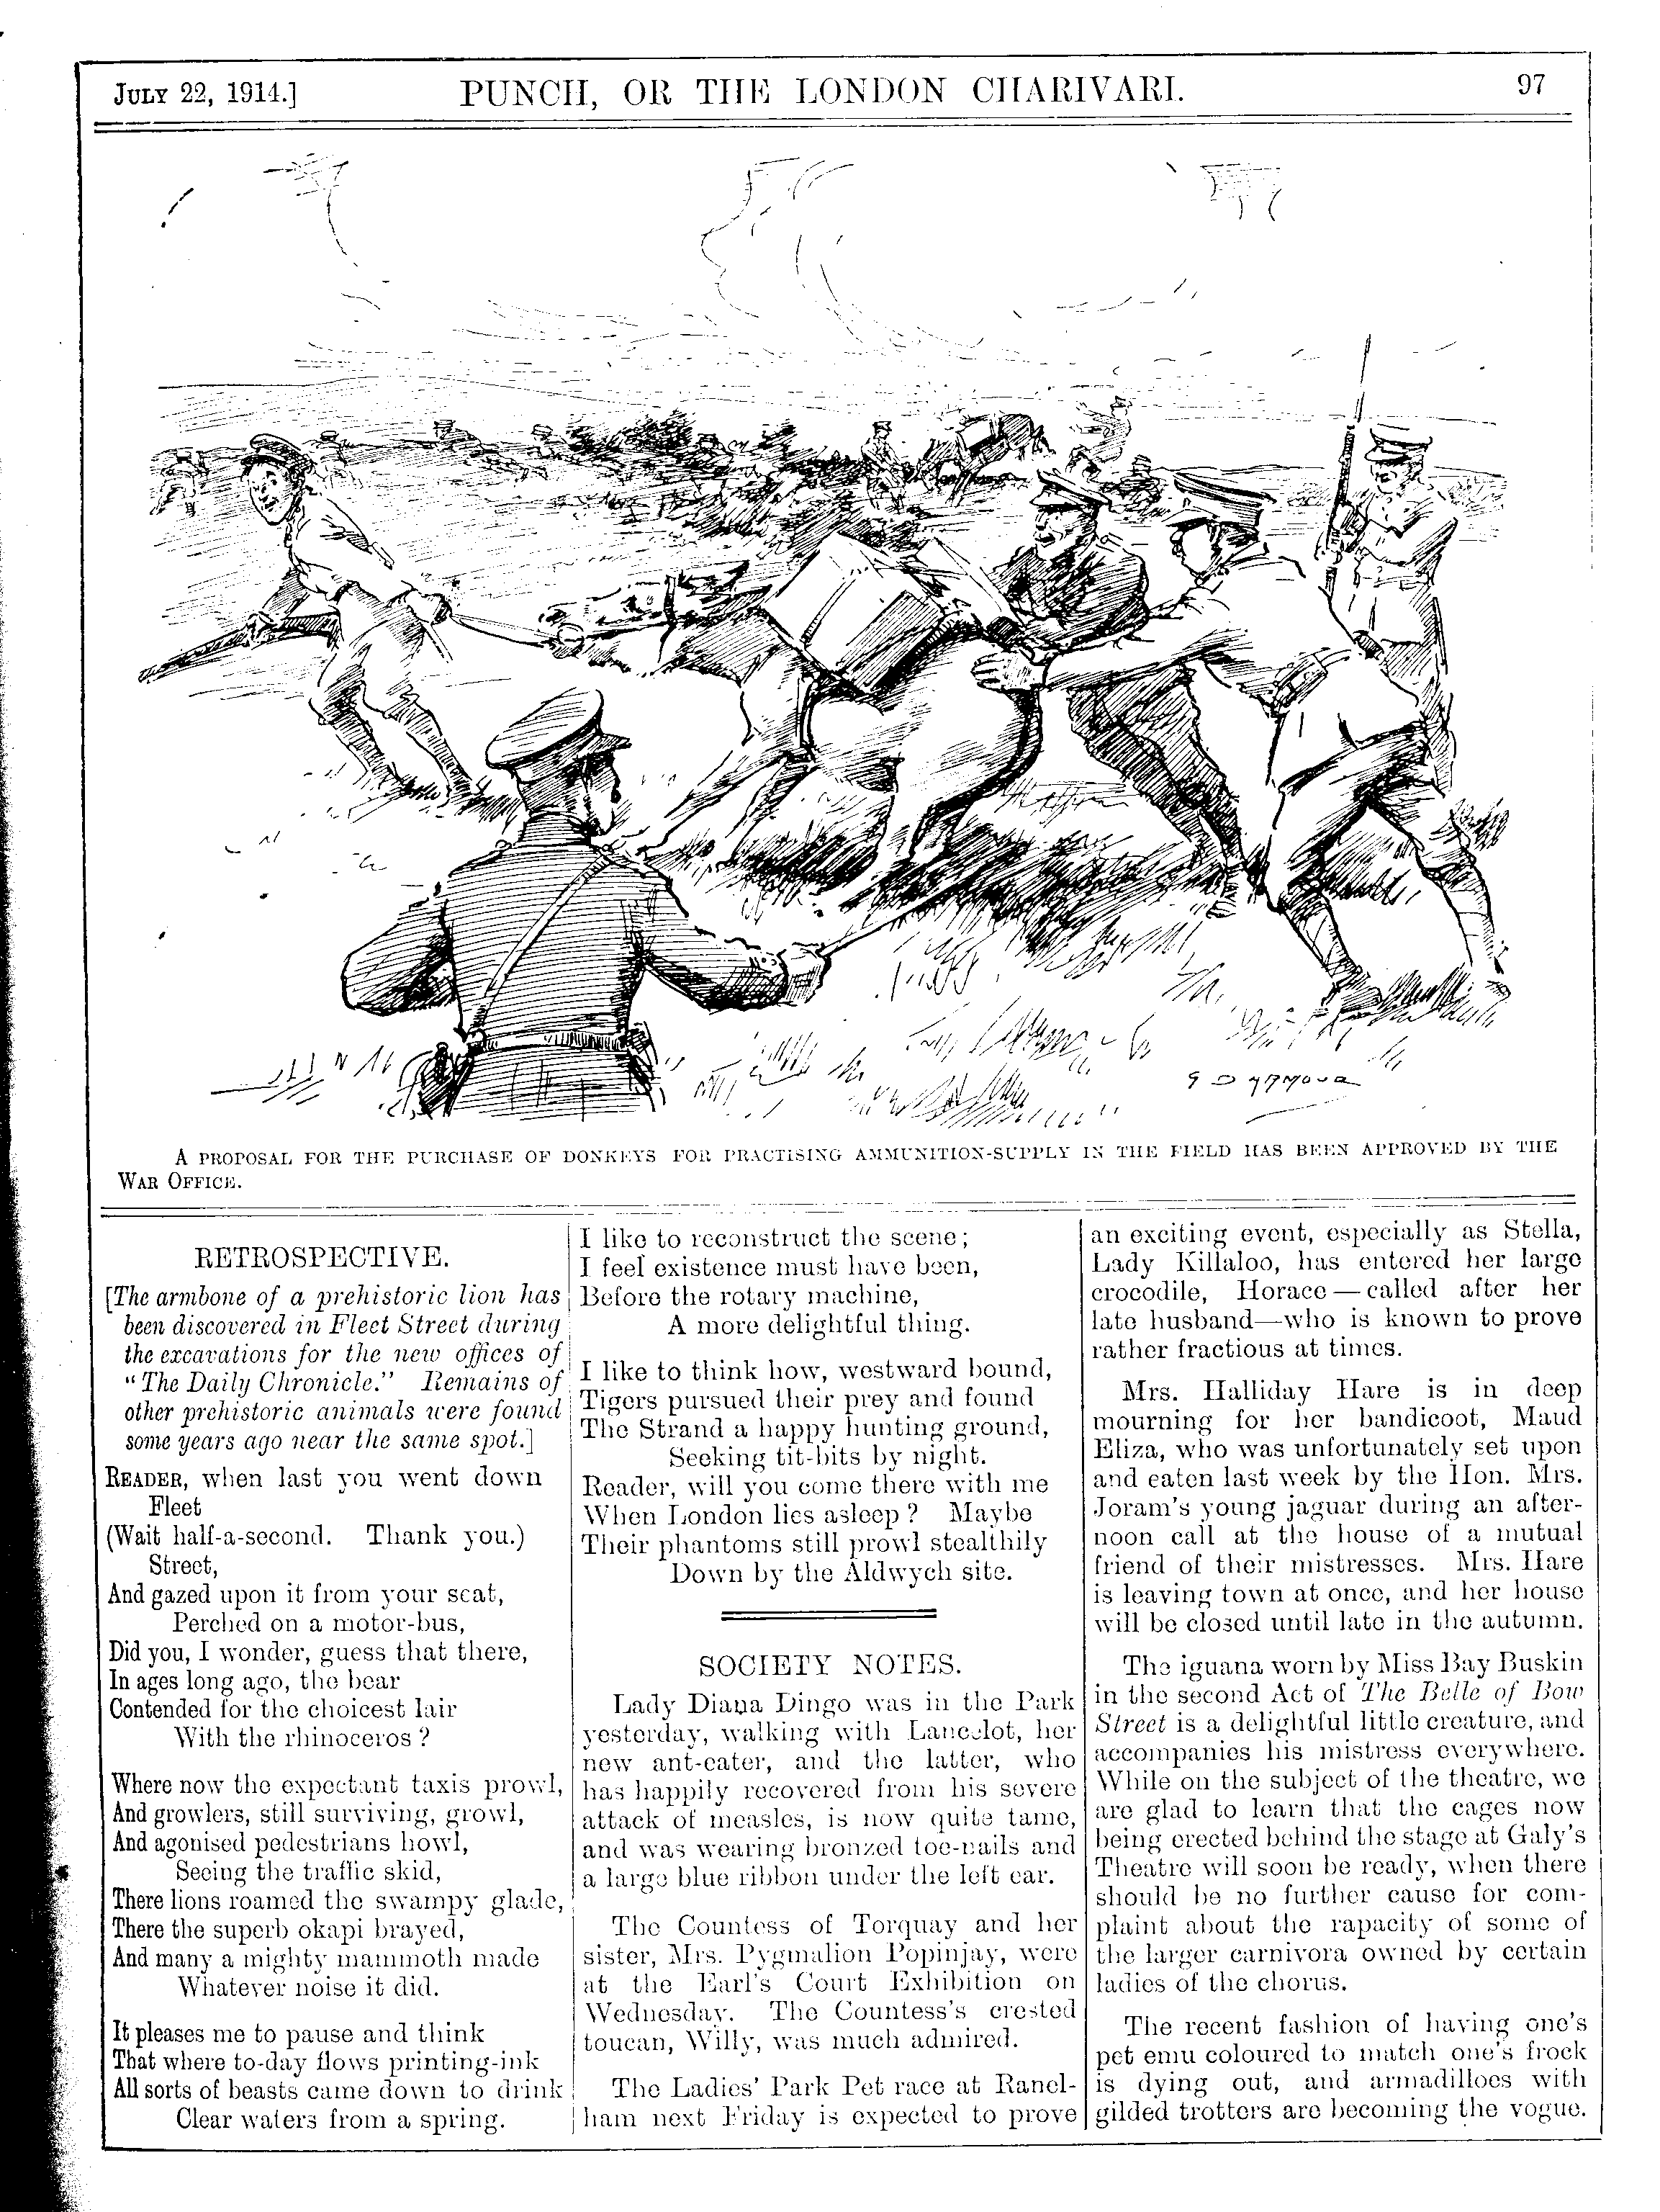 JULY 22, 1914.] PUNCH, OR THE LONDON CHARIVARI. 97
A PROPOSAL FOR THE PURCHASE OF DONKEYS FOR PRACTISING AMMUNITION-SUPPLY IN THE FIELD HAS BEEN APPROVED BY THE
WAR OFFICE.
RETROSPECTIVE.
[The armbone of a prehistoric lion has
been discovered in Fleet Street during
the excavations for the new offices of
"The Daily Chronicle." Remains of
other prehistoric animals were found
some years ago near the same spot.]
READER, when last you went down
Fleet
(Wait half-a-second. Thank you.)
Street,
And gazed upon it from your seat,
Perched on a motor-bus,
Did you, I wonder, guess that there,
In ages long ago, the bear
Contended for the choicest lair
With the rhinoceros?
Where now the expectant taxis prowl,
And growlers, still surviving, growl,
And agonised pedestrians howl,
Seeing the traffic skid,
There lions roamed the swampy glade,
There the superb okapi brayed,
And many a mighty mammoth made
Whatever noise it did.
It pleases me to pause and think
That where to-day flows printing-ink
All sorts of beasts came down to drink
Clear waters from a spring.
I like to reconstruct the scene;
I feel existence must have been,
Before the rotary machine,
A more delightful thing.
I like to think how, westward bound,
Tigers pursued their prey and found
The Strand a happy hunting ground,
Seeking tit-bits by night.
Reader, will you come there with me
When London lies asleep? Maybe
Their phantoms still prowl stealthily
Down by the Aldwych site.
SOCIETY NOTES.
Lady Diana Dingo was in the Park
yesterday, walking with Lancelot, her
new ant-eater, and the latter, who
has happily recovered from his severe
attack of measles, is now quite tame,
and was wearing bronzed toe-nails and
a large blue ribbon under the left ear.
The Countess of Torquay and her
sister, Mrs. Pygmalion Popinjay, were
at the Earl's Court Exhibition on
Wednesday. The Countess's crested
toucan, Willy, was much admired.
The Ladies' Park Pet race at Ranel-
ham next Friday is expected to prove
an exciting event, especially as Stella,
Lady Killaloo, has entered her large
crocodile, Horace—called after her
late husband—who is known to prove
rather fractious at times.
Mrs. Halliday Hare is in deep
mourning for her bandicoot, Maud
Eliza, who was unfortunately set upon
and eaten last week by the Hon. Mrs.
Joram's young jaguar during an after-
noon call at the house of a mutual
friend of their mistresses. Mrs. Hare
is leaving town at once, and her house
will be closed until late in the autumn.
The iguana worn by Miss Bay Buskin
in the second Act of The Belle of Bow
Street is a delightful little creature, and
accompanies his mistress everywhere.
While on the subject of the theatre, we
are glad to learn that the cages now
being erected behind the stage at Galy's
Theatre will soon be ready, when there
should be no further cause for com-
plaint about the rapacity of some of
the larger carnivora owned by certain
ladies of the chorus.
The recent fashion of having one's
pet emu coloured to match one's frock
is dying out, and armadilloes with
gilded trotters are becoming the vogue.